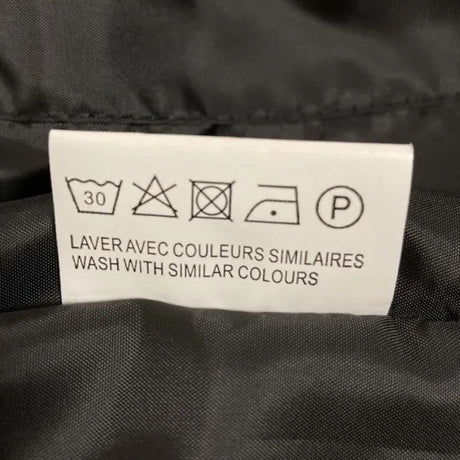 30 P
LAVER AVEC COULEURS SIMILAIRES
WASH WITH SIMILAR COLOURS